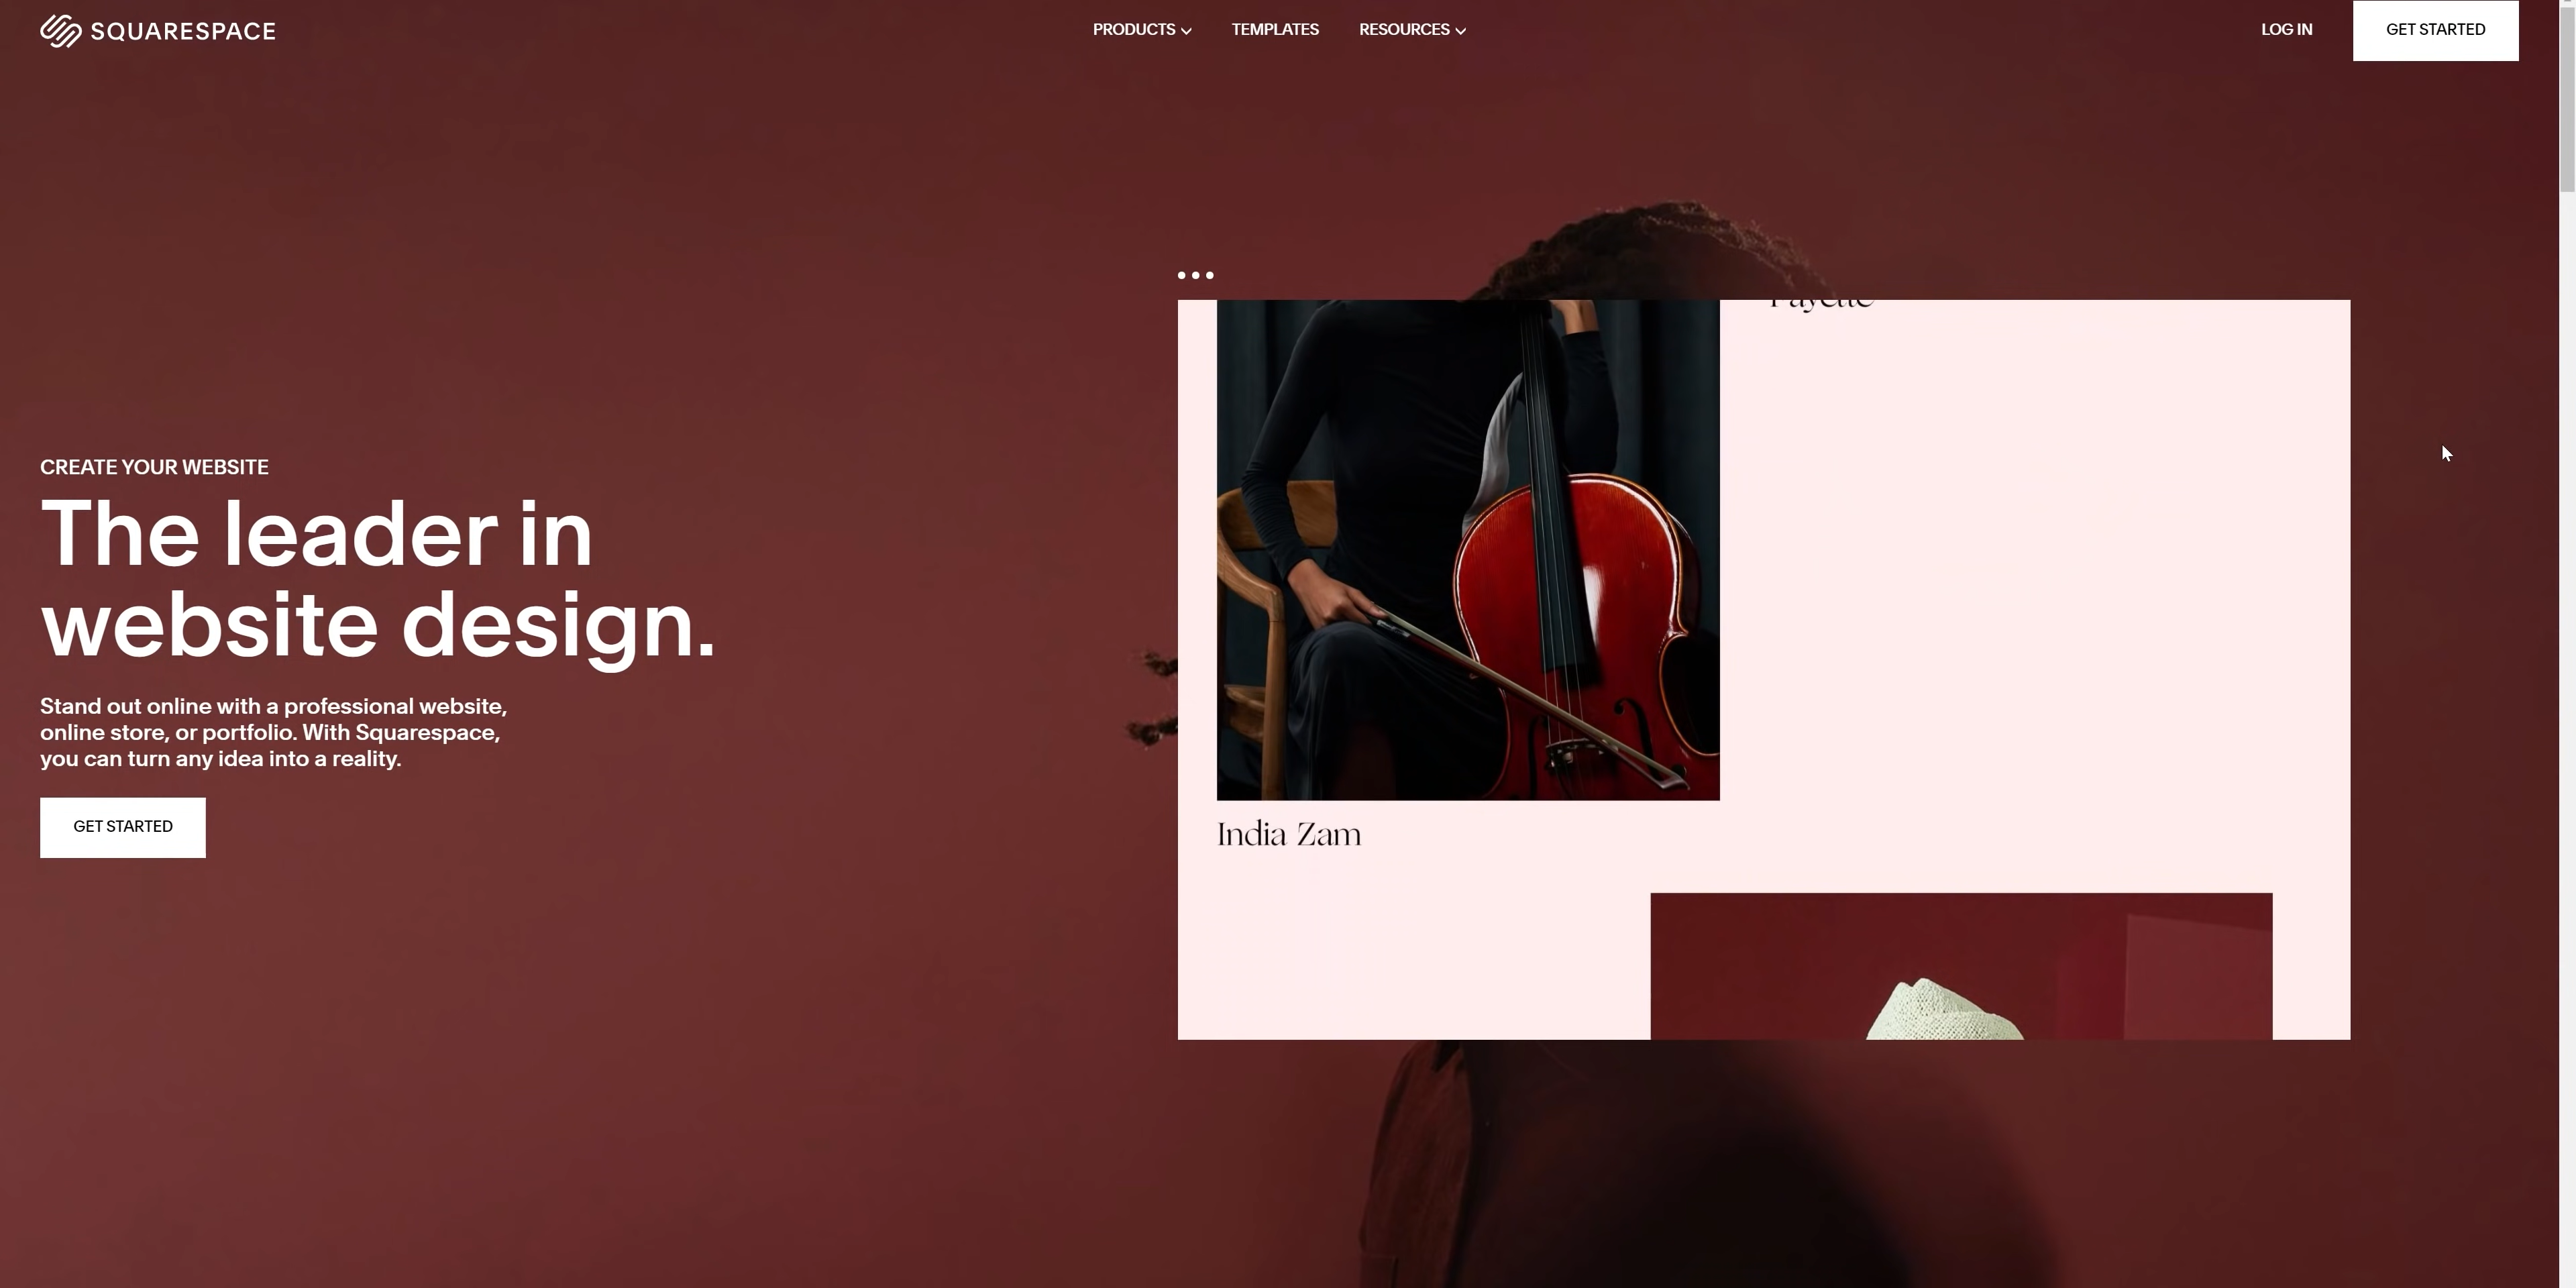 SQUARESPACE
PRODUCTS
TEMPLATES
RESOURCES
LOG IN
GET STARTED
CREATE YOUR WEBSITE
The leader in
website design.
Stand out online with a professional website,
online store, or portfolio. With Squarespace,
you can turn any idea into a reality.
GET STARTED
India Zam